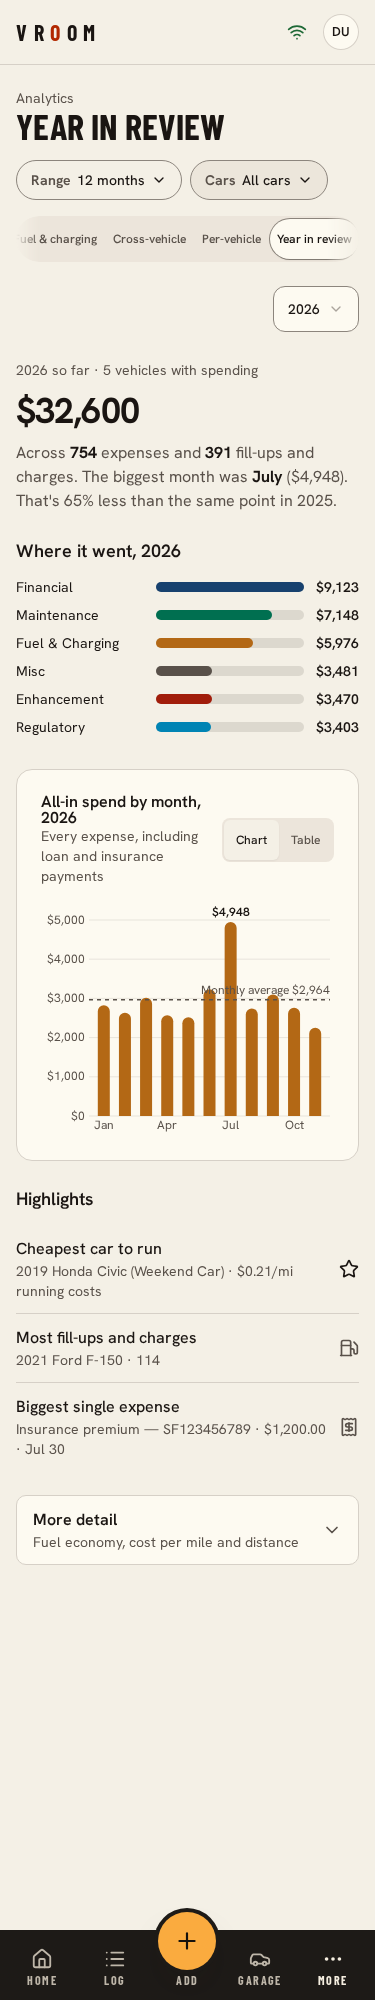 VROOM
DU
Analytics
YEAR IN REVIEW
Range 12 months
Cars All cars
uel & charging Cross-vehicle Per-vehicle Year in review
2026
2026 so far · 5 vehicles with spending
$32,600
Across 754 expenses and 391 fill-ups and
charges. The biggest month was July ($4,948).
That's 65% less than the same point in 2025.
Where it went, 2026
Financial $9,123
Maintenance $7,148
Fuel & Charging $5,976
Misc $3,481
Enhancement $3,470
Regulatory $3,403
All-in spend by month,
2026
Every expense, including
loan and insurance
payments
Chart Table
$4,948
$5,000
$4,000
Monthly average $2,964
$3,000
$2,000
$1,000
$0
Jan Apr Jul Oct
Highlights
Cheapest car to run
2019 Honda Civic (Weekend Car) · $0.21/mi
running costs
Most fill-ups and charges
2021 Ford F-150 · 114
Biggest single expense
Insurance premium — SF123456789 · $1,200.00
· Jul 30
More detail
Fuel economy, cost per mile and distance
HOME LOG ADD GARAGE MORE